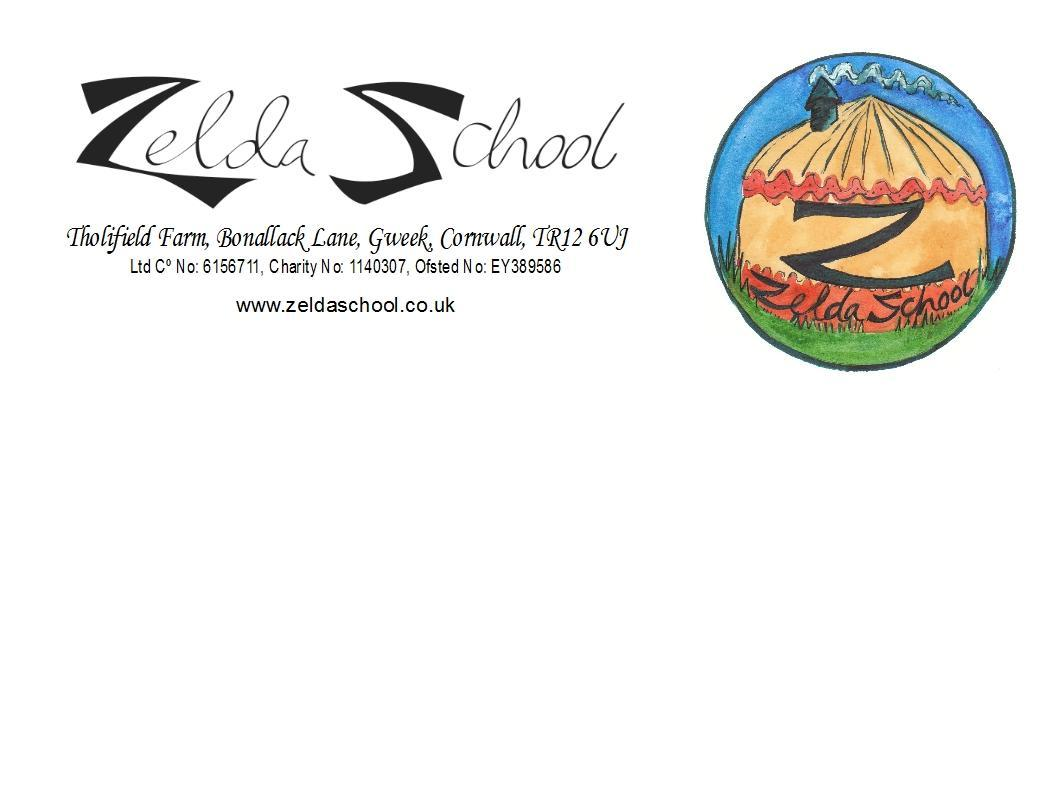 Zelda School
Tholifield Farm, Bonallack Lane, Gweek, Cornwall, TR12 6UJ
Ltd Cº No: 6156711, Charity No: 1140307, Ofsted No: EY389586
www.zeldaschool.co.uk
Z
Zelda School